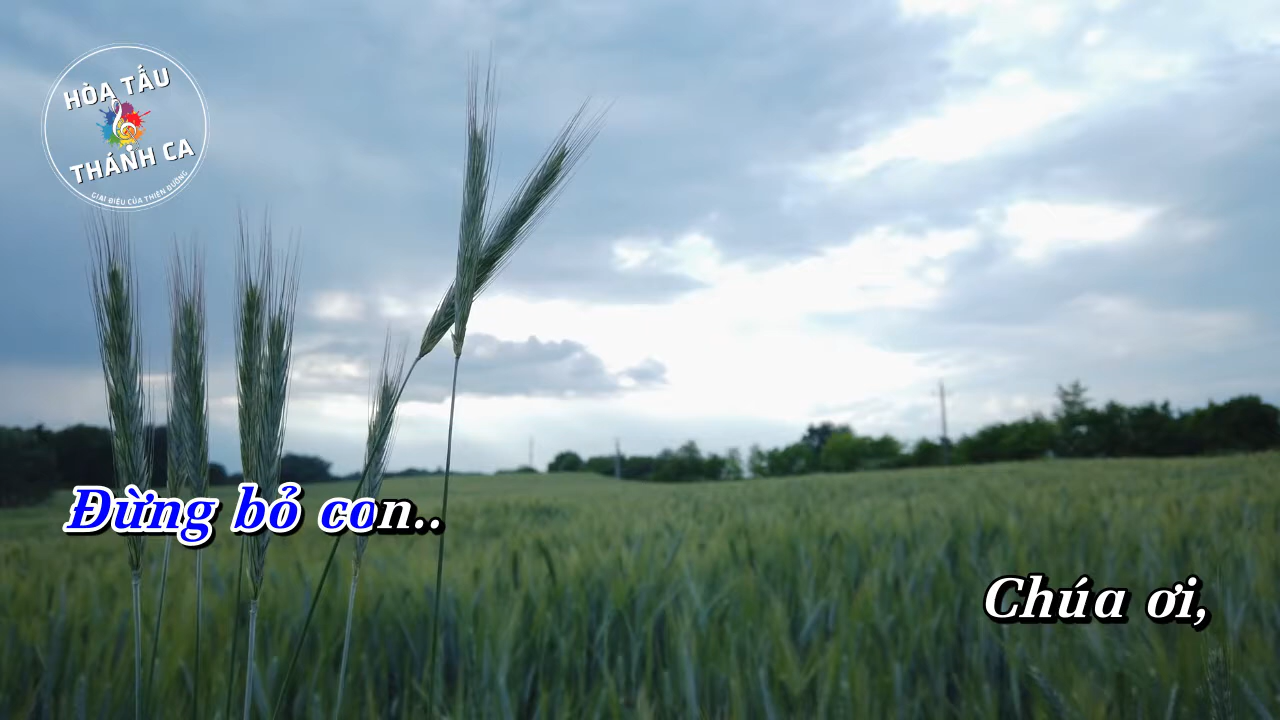 HÒA TẤU
THÁNH CA
GIAI ĐIỆU CỦA THIÊN ĐƯỜNG
Đừng bỏ con..
Chúa ơi,